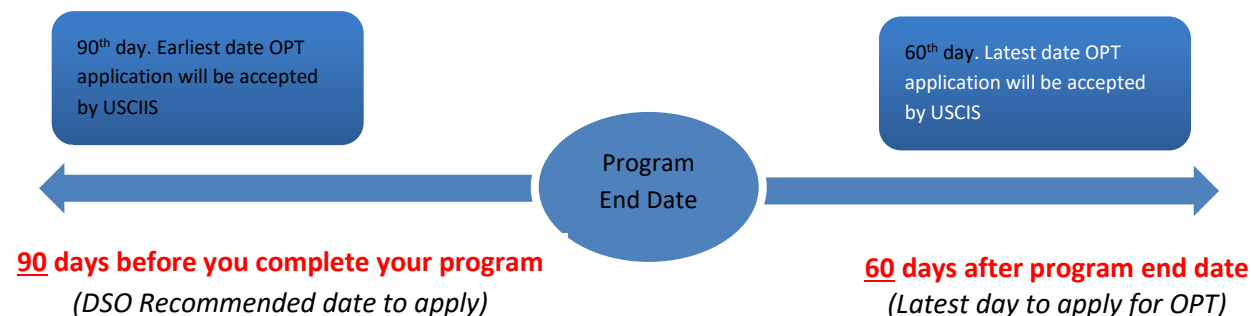 90th day. Earliest date OPT
application will be accepted
by USCIIS
60th day. Latest date OPT
application will be accepted
by USCIS
Program
End Date
90 days before you complete your program
(DSO Recommended date to apply)
60 days after program end date
(Latest day to apply for OPT)